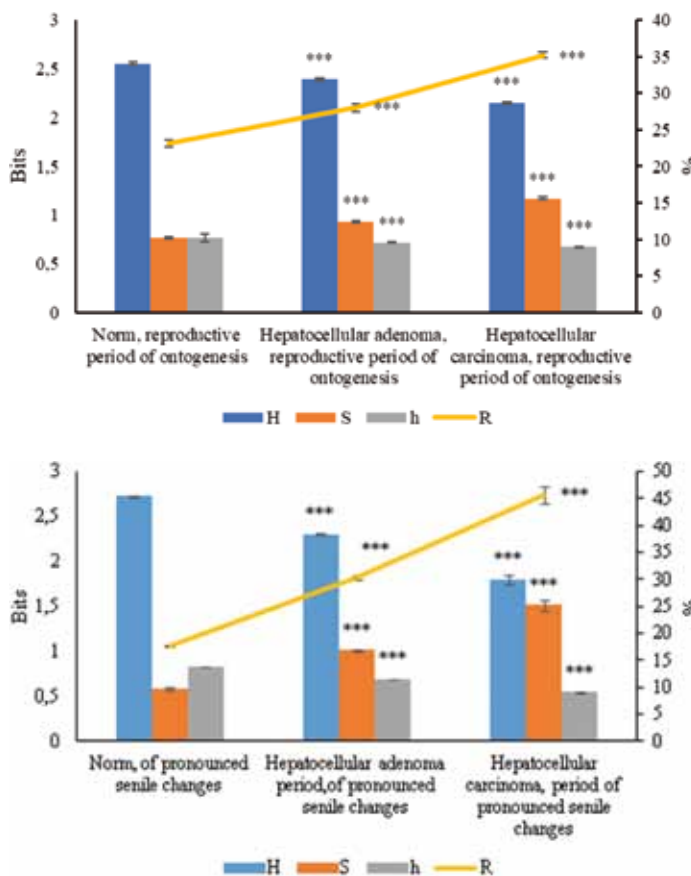 3
2.5
2
1.5
1
0,5
0
Bits
40
35
30
25
20
15
10
5
0
%
***
***
***
***
***
***
***
***
Norm, reproductive
period of ontogenesis
Hepatocellular adenoma,
reproductive period of
ontogenesis
Hepatocellular
carcinoma, reproductive
period of ontogenesis
H S h R
3
2,5
2
1,5
1
0,5
0
Bits
50
45
40
35
30
25
20
15
10
5
0
%
***
***
***
***
***
***
***
***
Norm, of pronounced
senile changes
Hepatocellular adenoma
period,of pronounced
senile changes
Hepatocellular
carcinoma, period of
pronounced senile
changes
H S h R